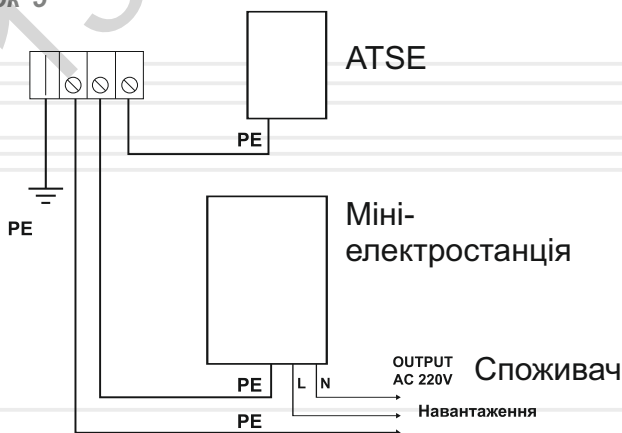 ATSE
PE
PE
Міні-
електростанція
OUTPUT
AC 220V
Споживач
PE
L
N
Навантаження
PE